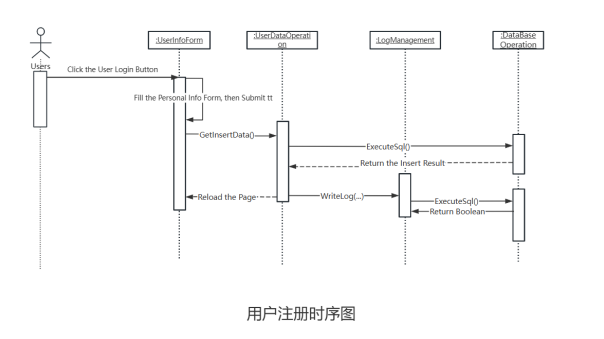 :UserInfoForm
:UserDataOperati
on
:LogManagement
:DataBase
Operation
Users
Click the User Login Button
Fill the Personal Info Form, then Submit tt
GetInsertData()
ExecuteSql()
Return the Insert Result
Reload the Page
WriteLog(...)
ExecuteSql()
Return Boolean
用户注册时序图